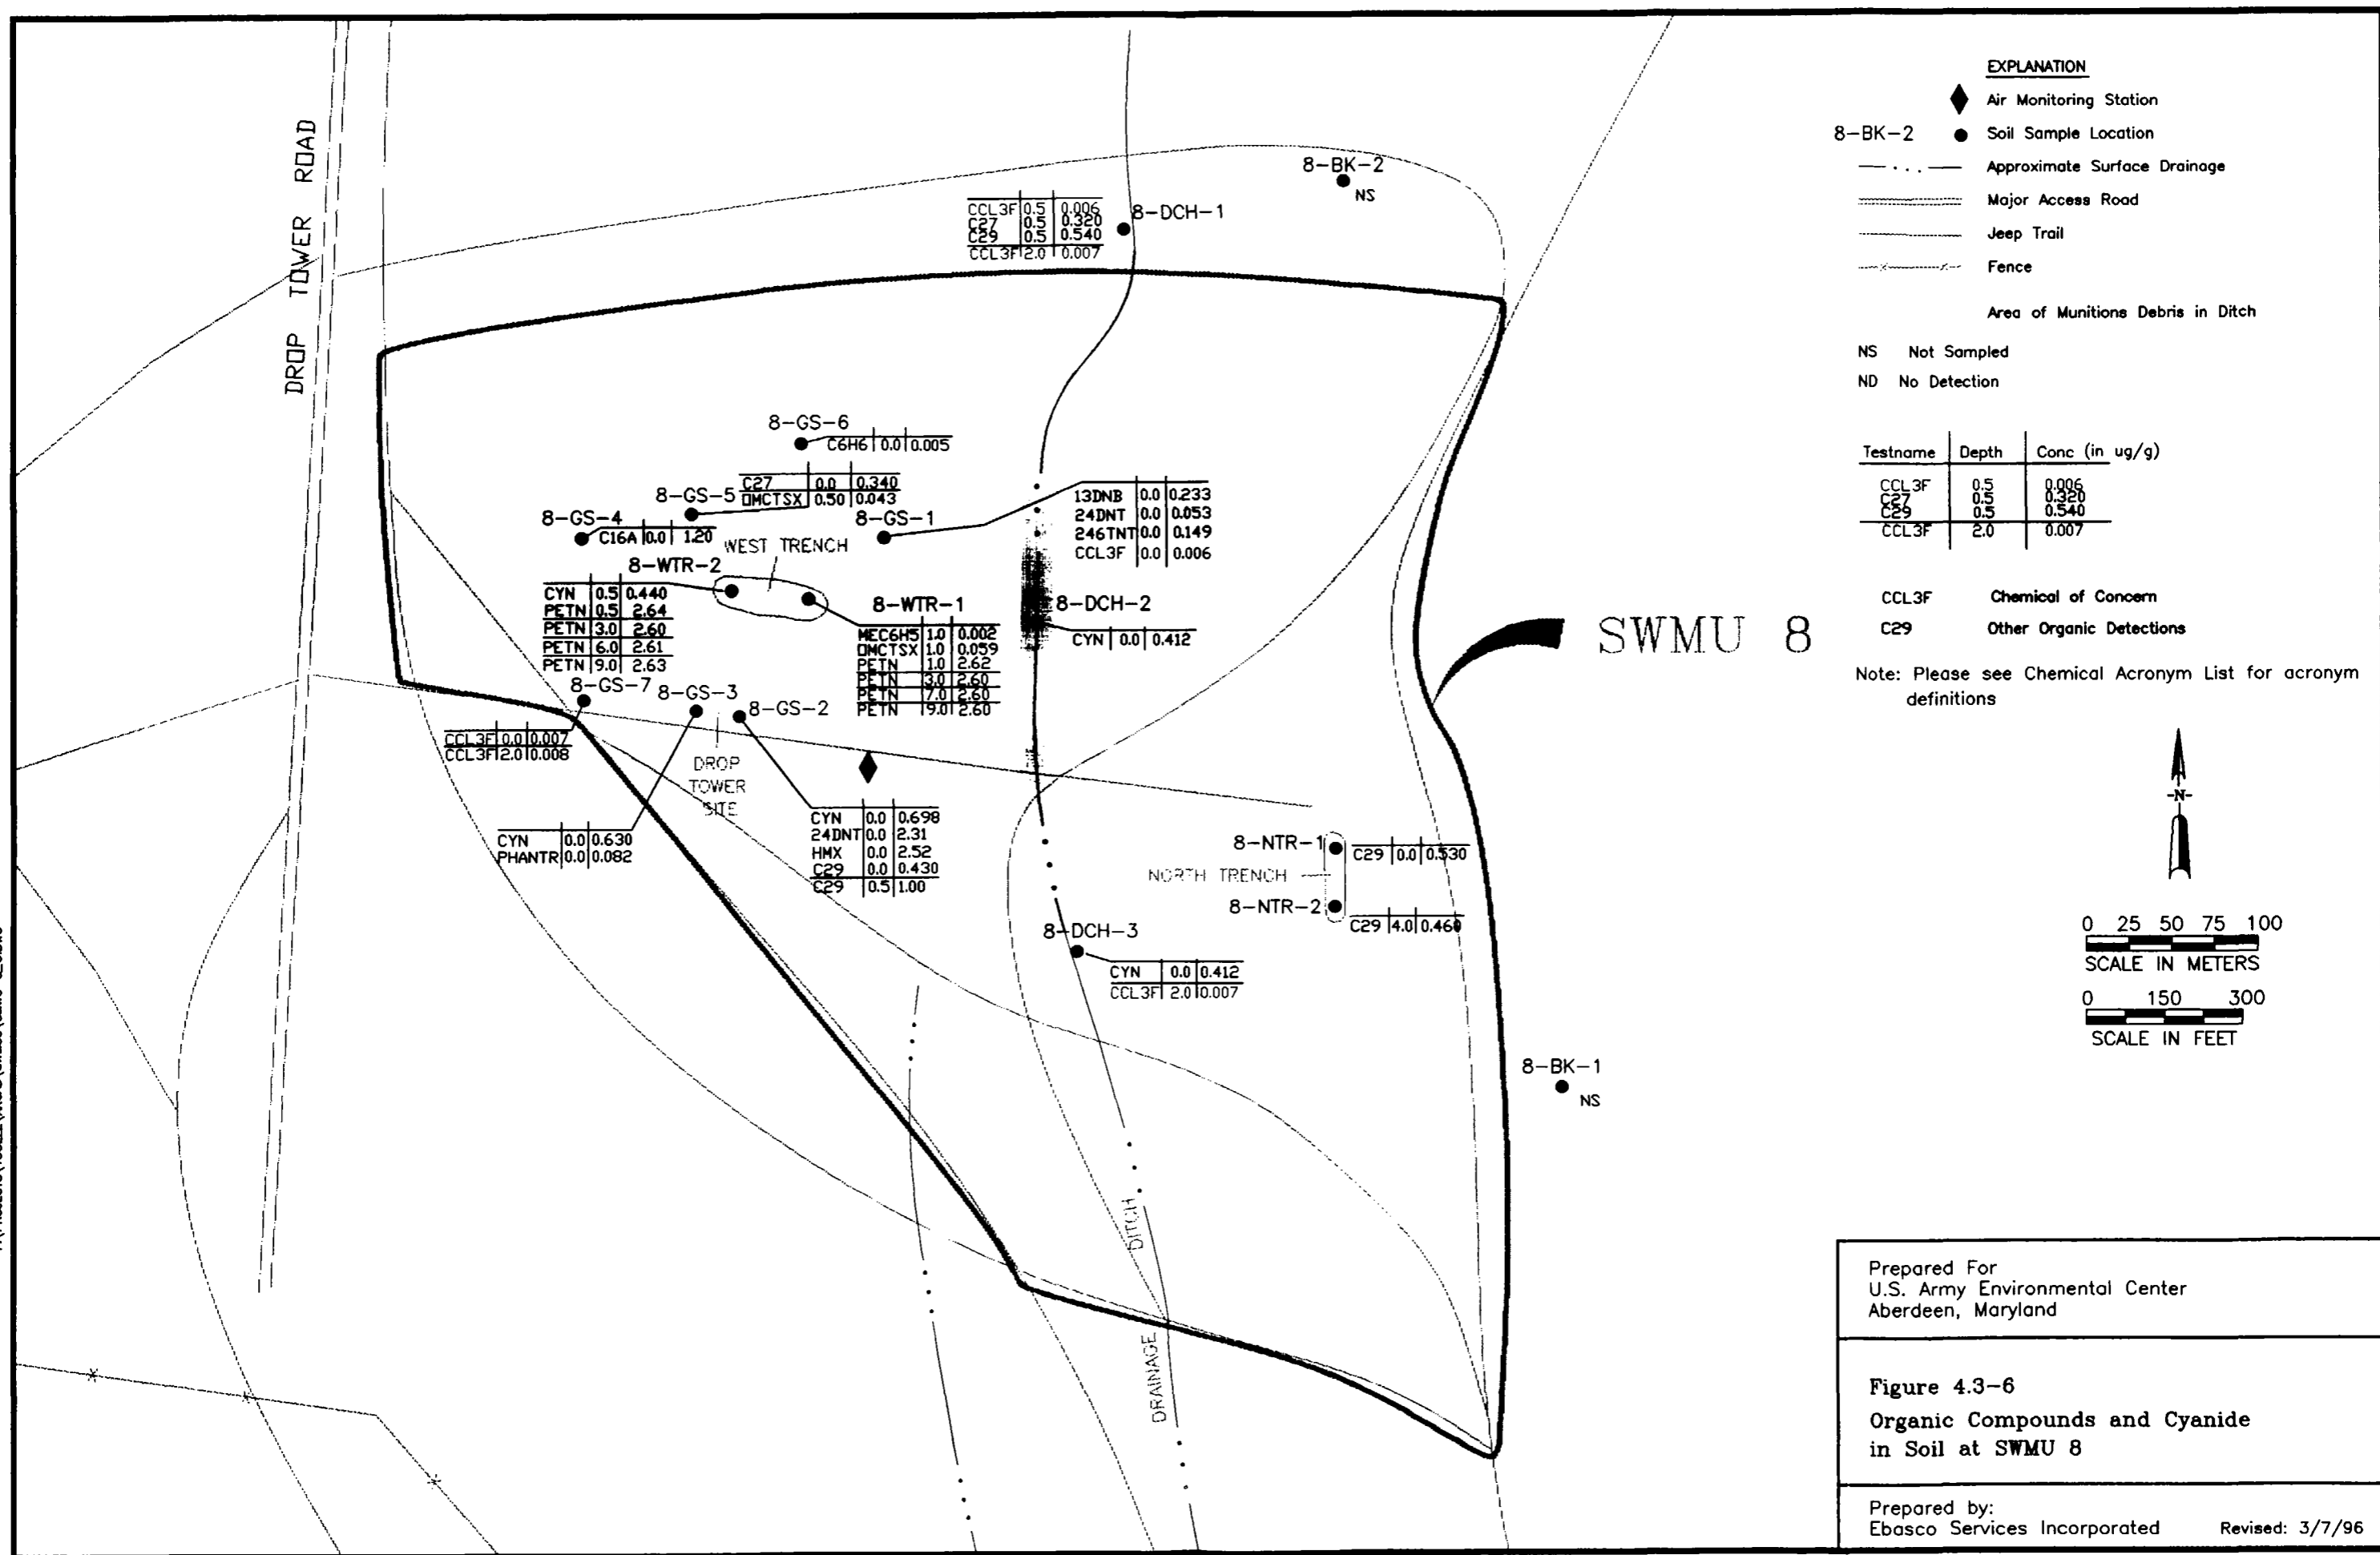 DROP TOWER ROAD
8-BK-2
NS
8-DCH-1
CCL3F 0.5 0.006
C27 0.5 0.320
C29 0.5 0.540
CCL3F 2.0 0.007
8-GS-6
C6H6 0.0 0.005
8-GS-5
C27 0.0 0.340
OMCTSX 0.50 0.043
8-GS-4
C16A 0.0 1.20
8-GS-1
13DNB 0.0 0.233
24DNT 0.0 0.053
246TNT 0.0 0.149
CCL3F 0.0 0.006
WEST TRENCH
8-WTR-2
CYN 0.5 0.440
PETN 0.5 2.64
PETN 3.0 2.60
PETN 6.0 2.61
PETN 9.0 2.63
8-WTR-1
MEC6H5 1.0 0.002
OMCTSX 1.0 0.059
PETN 1.0 2.62
PETN 3.0 2.60
PETN 7.0 2.60
PETN 9.0 2.60
8-DCH-2
CYN 0.0 0.412
SWMU 8
8-GS-7
CCL3F 0.0 0.007
CCL3F 2.0 0.008
8-GS-3
CYN 0.0 0.630
PHANTR 0.0 0.082
8-GS-2
CYN 0.0 0.698
24DNT 0.0 2.31
HMX 0.0 2.52
C29 0.0 0.430
C29 0.5 1.00
DROP
TOWER
SITE
8-NTR-1
C29 0.0 0.530
NORTH TRENCH
8-NTR-2
C29 4.0 0.460
8-DCH-3
CYN 0.0 0.412
CCL3F 2.0 0.007
8-BK-1
NS
DRAINAGE DITCH
EXPLANATION
Air Monitoring Station
8-BK-2 Soil Sample Location
Approximate Surface Drainage
Major Access Road
Jeep Trail
Fence
Area of Munitions Debris in Ditch
NS Not Sampled
ND No Detection
Testname Depth Conc (in ug/g)
CCL3F 0.5 0.006
C27 0.5 0.320
C29 0.5 0.540
CCL3F 2.0 0.007
CCL3F Chemical of Concern
C29 Other Organic Detections
Note: Please see Chemical Acronym List for acronym
definitions
-N-
0 25 50 75 100
SCALE IN METERS
0 150 300
SCALE IN FEET
Prepared For
U.S. Army Environmental Center
Aberdeen, Maryland
Figure 4.3-6
Organic Compounds and Cyanide
in Soil at SWMU 8
Prepared by:
Ebasco Services Incorporated Revised: 3/7/96